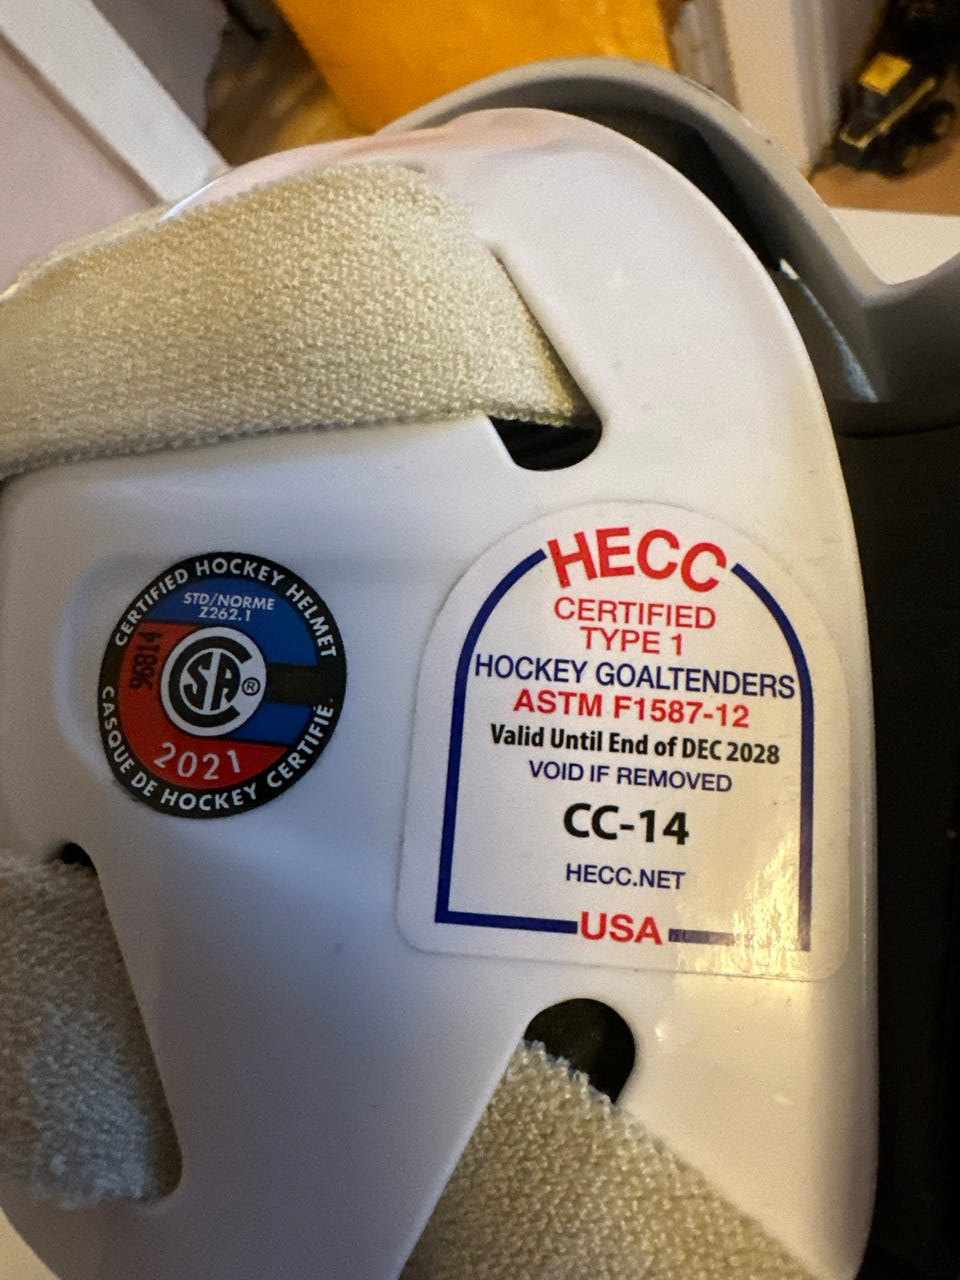 CERTIFIED HOCKEY HELMET
STD/NORME
Z262.1
96814
CSA®
2021
CASQUE DE HOCKEY CERTIFIÉ.
HECC
CERTIFIED
TYPE 1
HOCKEY GOALTENDERS
ASTM F1587-12
Valid Until End of DEC 2028
VOID IF REMOVED
CC-14
HECC.NET
USA